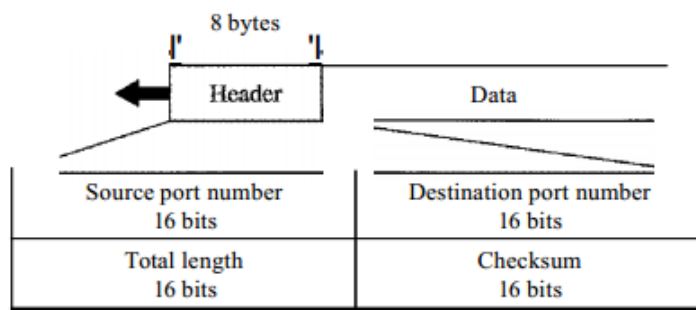 8 bytes
Header
Data
Source port number
16 bits
Destination port number
16 bits
Total length
16 bits
Checksum
16 bits